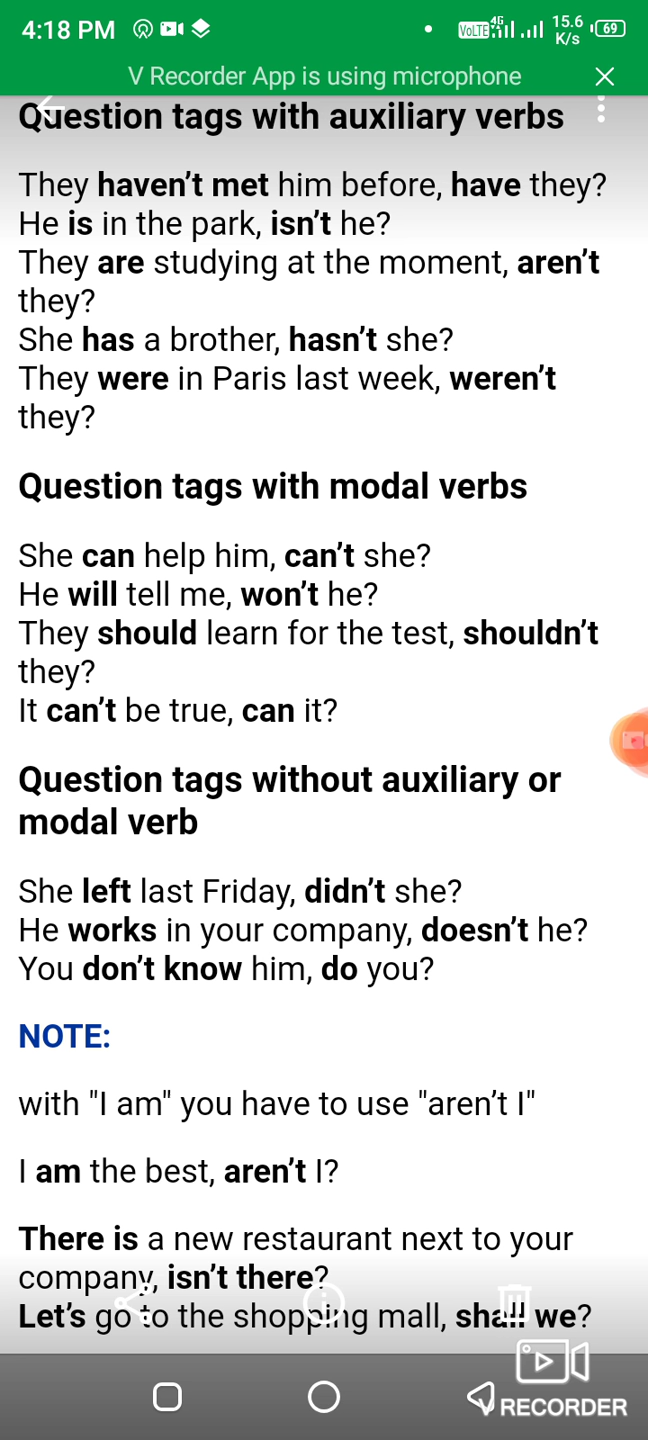 4:18 PM
VoLTE 4G 15.6 K/s 69
V Recorder App is using microphone
Question tags with auxiliary verbs
They haven't met him before, have they?
He is in the park, isn't he?
They are studying at the moment, aren't
they?
She has a brother, hasn't she?
They were in Paris last week, weren't
they?
Question tags with modal verbs
She can help him, can't she?
He will tell me, won't he?
They should learn for the test, shouldn't
they?
It can't be true, can it?
Question tags without auxiliary or
modal verb
She left last Friday, didn't she?
He works in your company, doesn't he?
You don't know him, do you?
NOTE:
with "I am" you have to use "aren't I"
I am the best, aren't I?
There is a new restaurant next to your
company, isn't there?
Let's go to the shopping mall, shall we?
V RECORDER